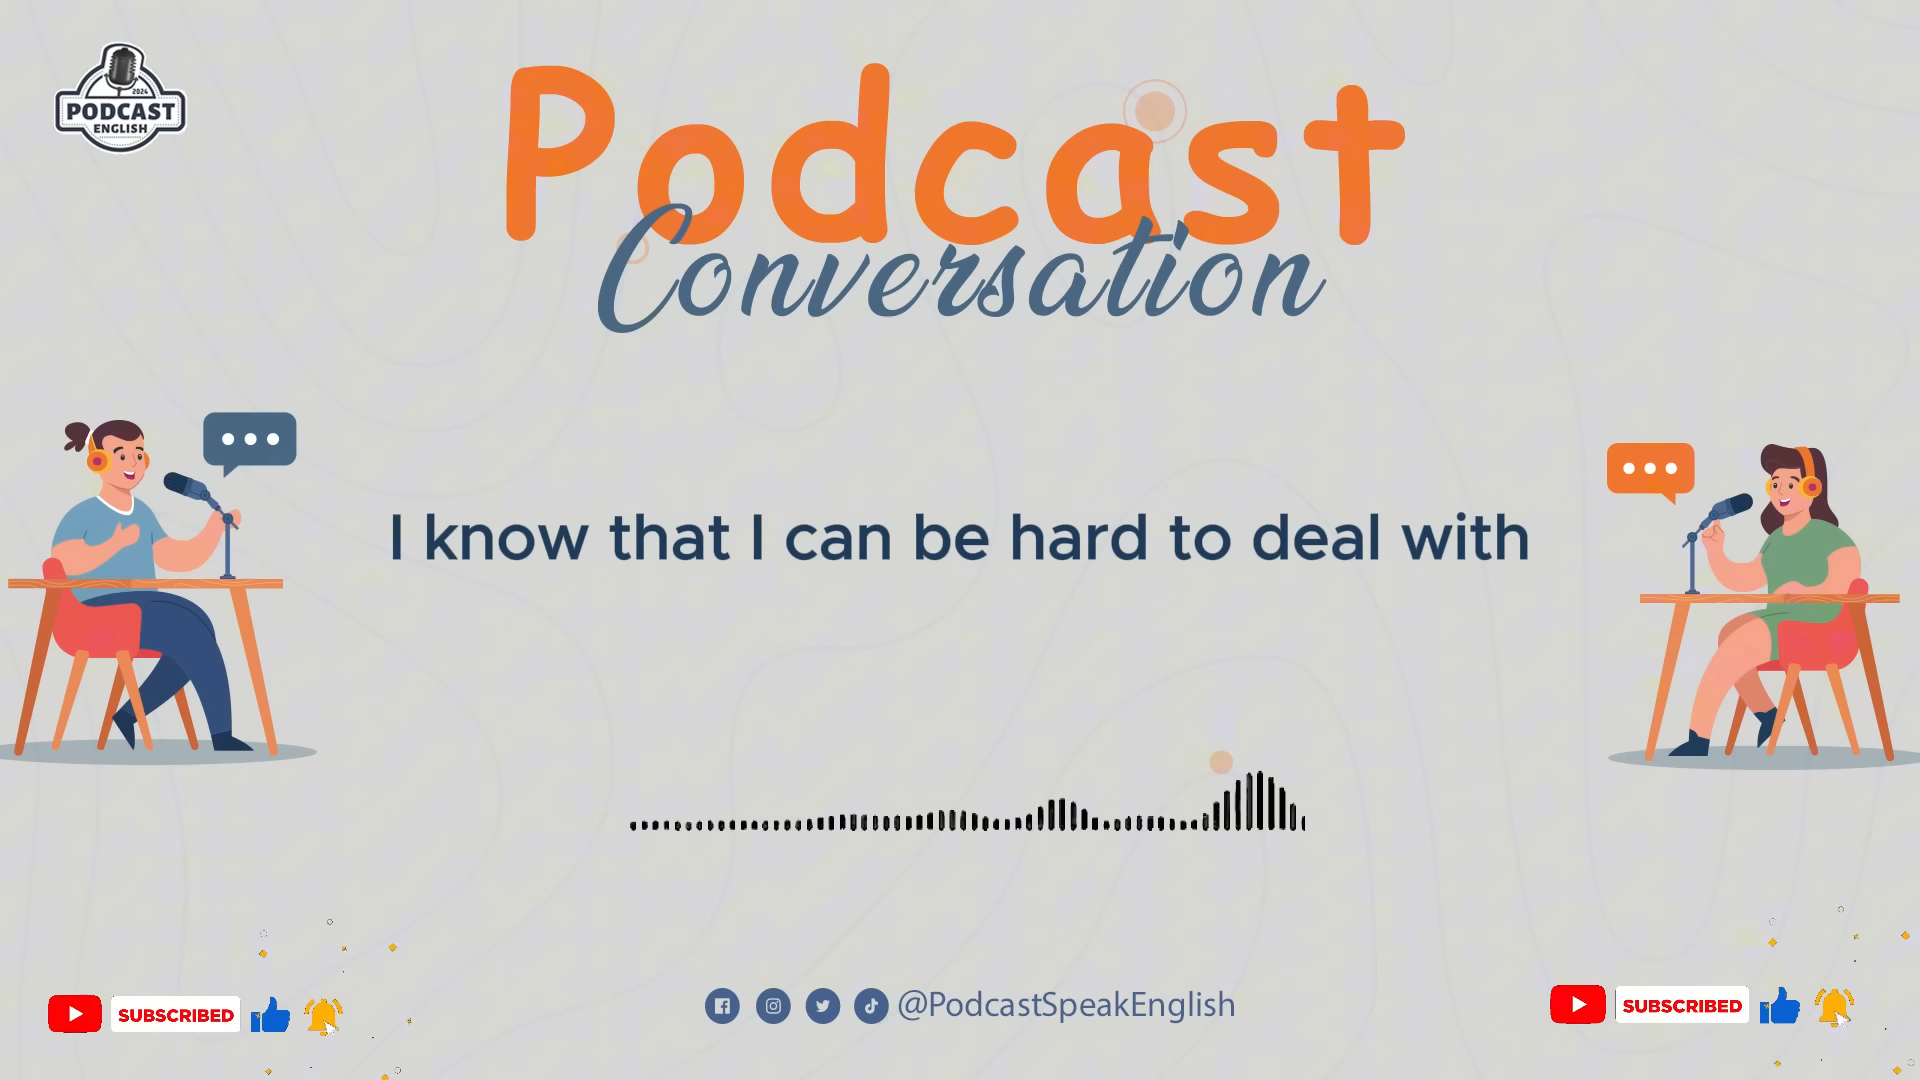 2024
PODCAST
ENGLISH
Podcast
Conversation
I know that I can be hard to deal with
SUBSCRIBED
@PodcastSpeakEnglish
SUBSCRIBED